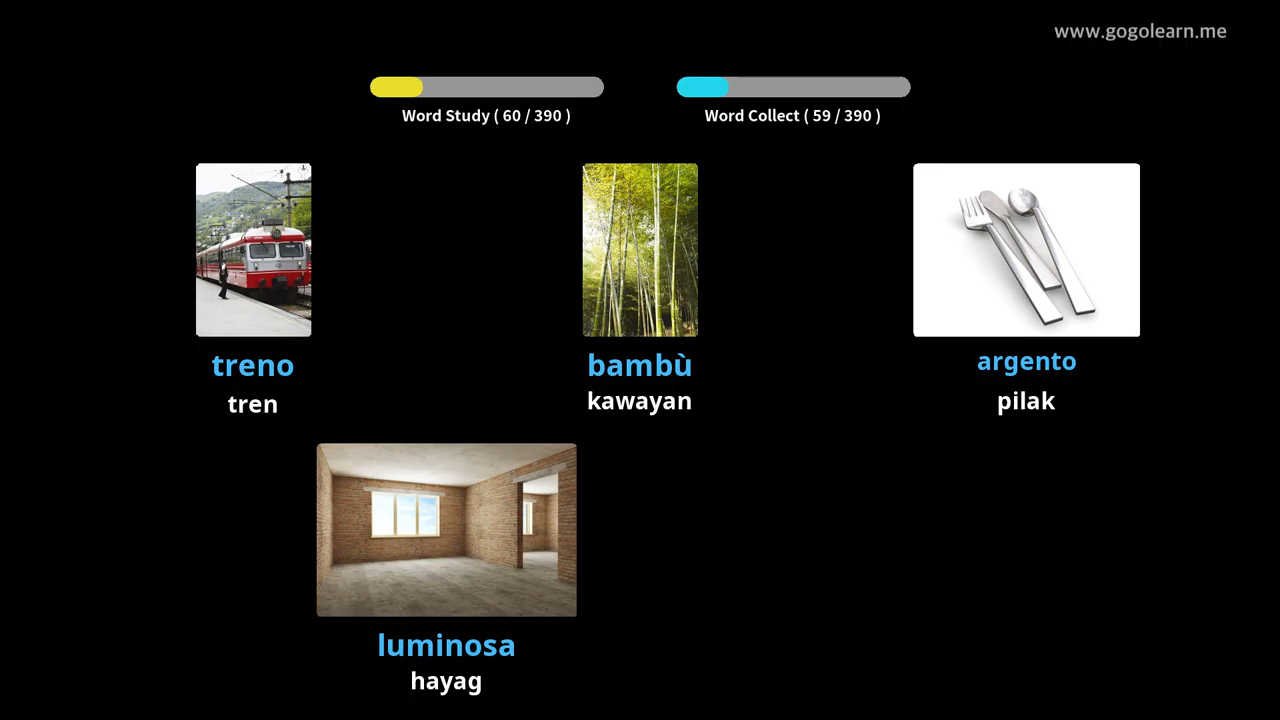 www.gogolearn.me
Word Study ( 60 / 390 )
Word Collect ( 59 / 390 )
treno
tren
bambù
kawayan
argento
pilak
luminosa
hayag